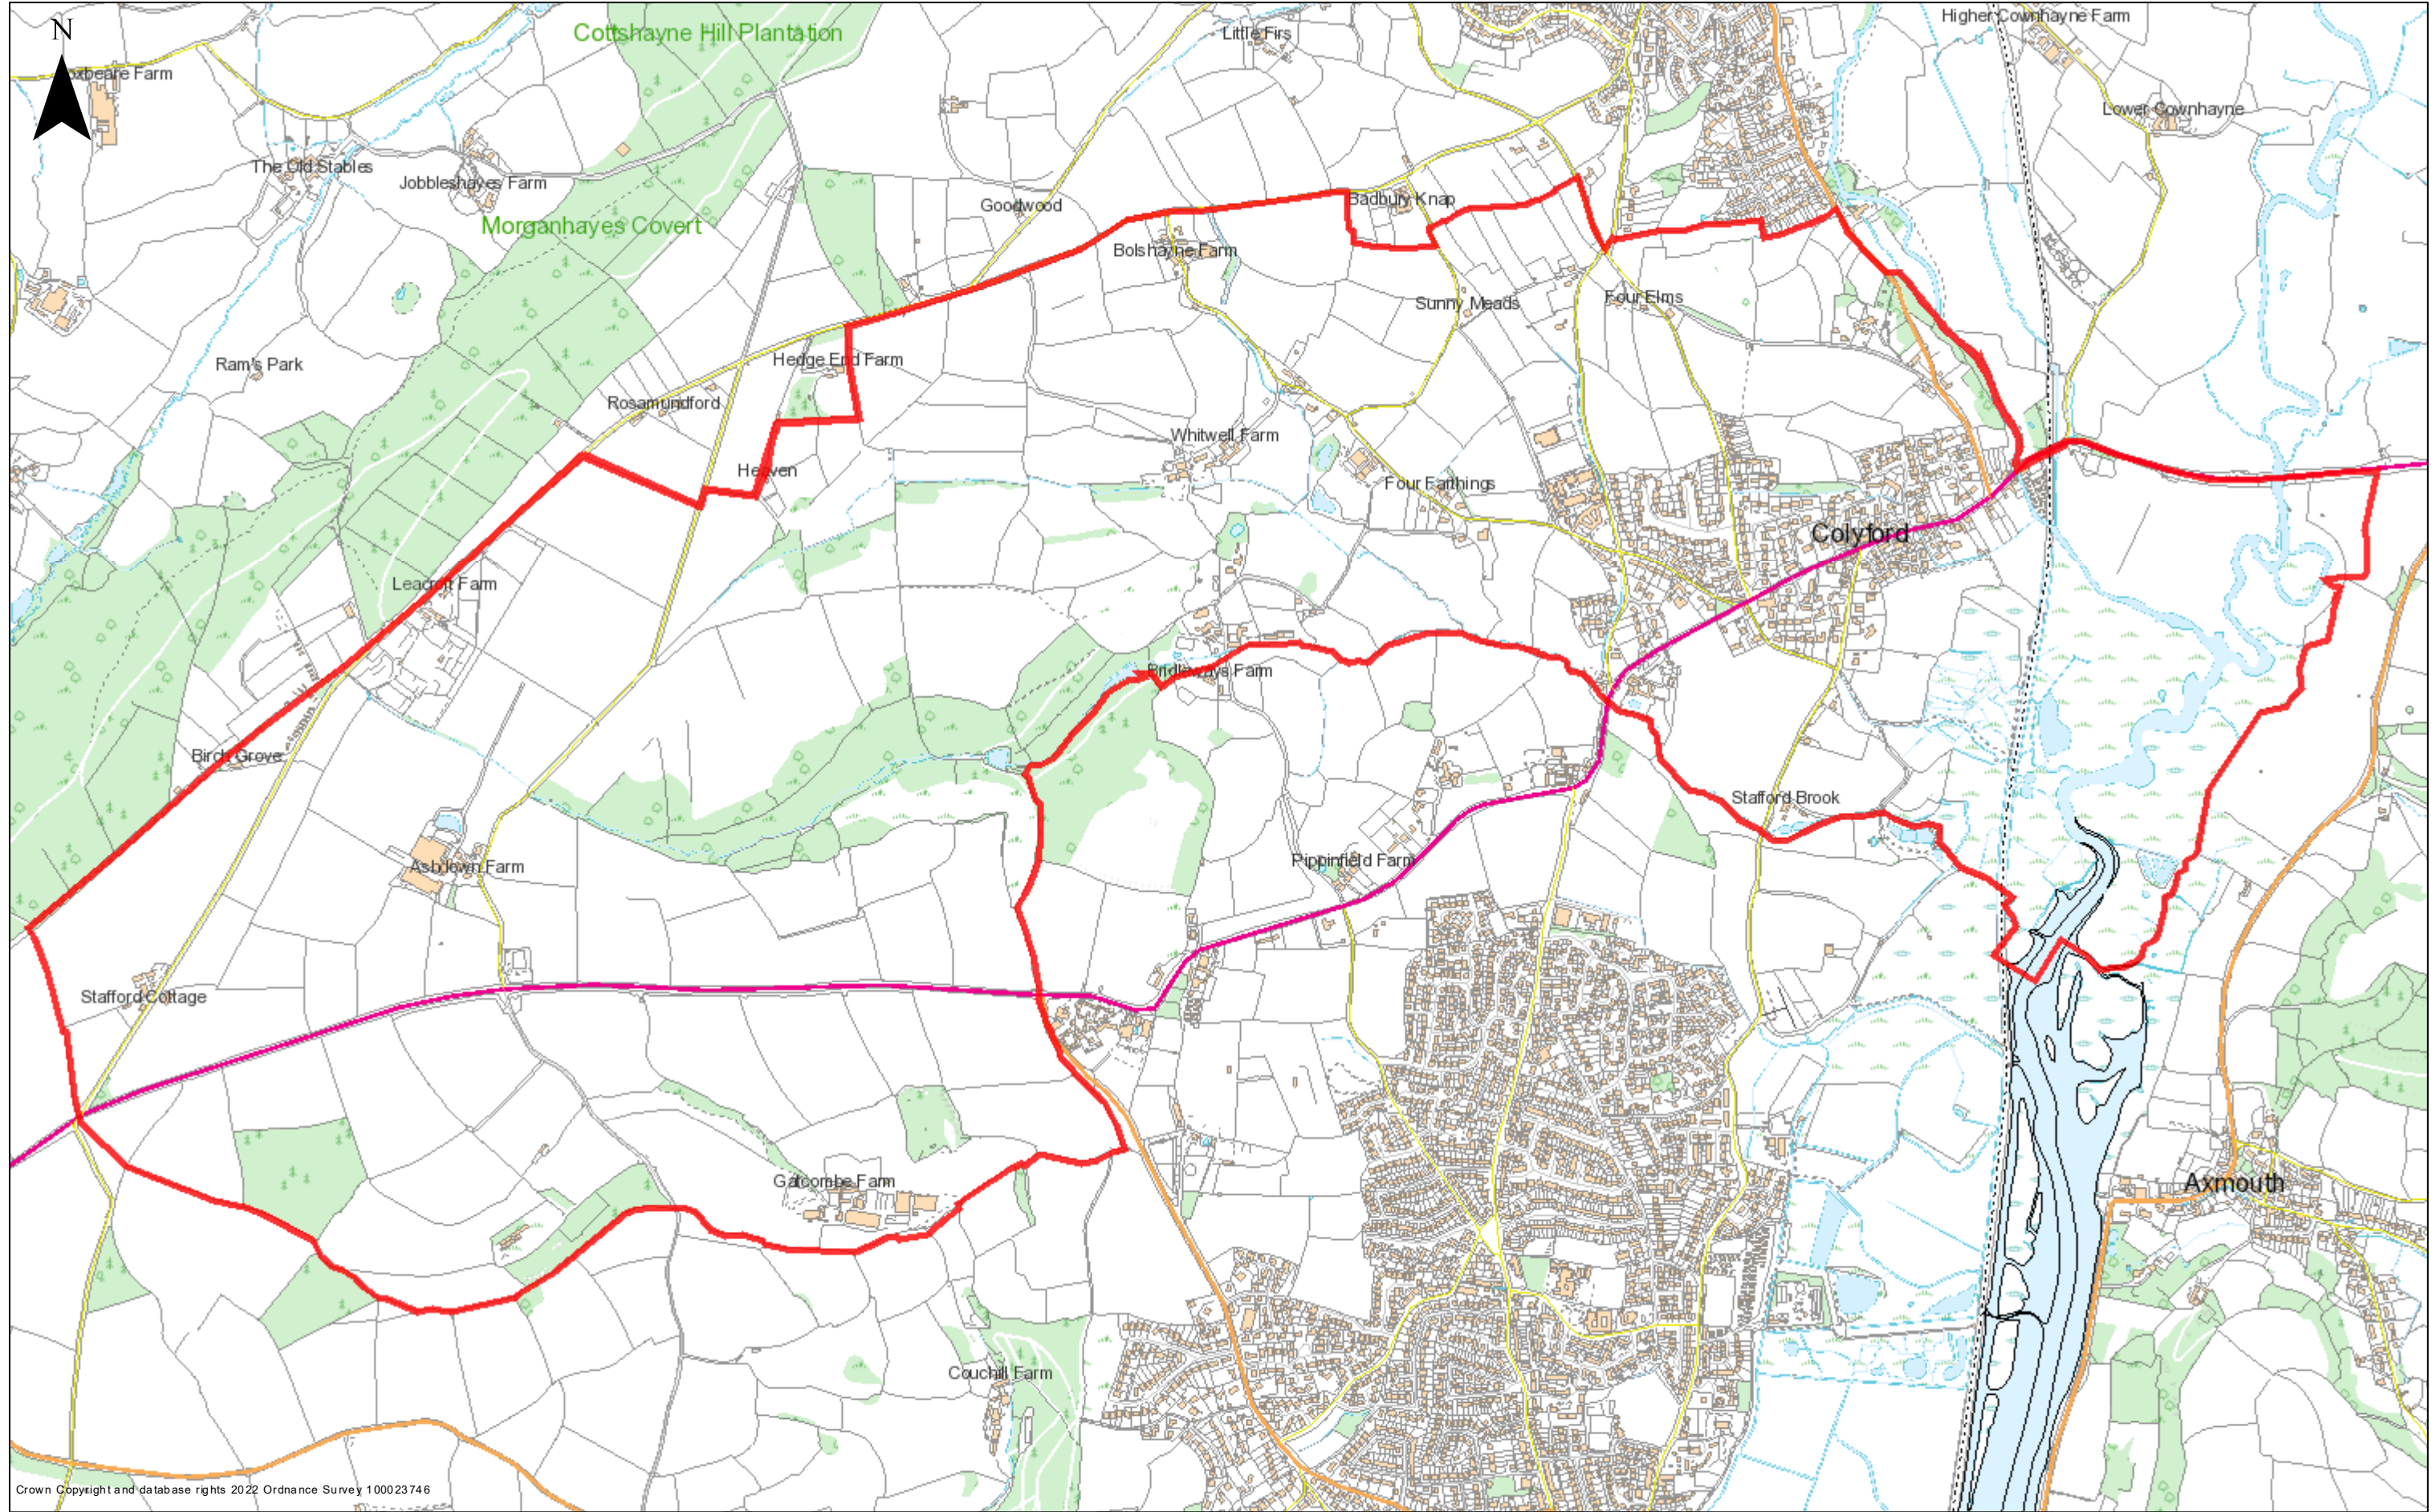 N
Cottshayne Hill Plantation
Little Firs
Higher Cownhayne Farm
Lower Cownhayne
The Old Stables
Jobbleshayes Farm
Morganhayes Covert
Goodwood
Badbury Knap
Bolshayne Farm
Sunny Meads
Four Elms
Ram's Park
Hedge End Farm
Rosamundford
Whitwell Farm
Heaven
Four Faithings
Colyford
Leacroft Farm
Bridleways Farm
Birch Grove
Stafford Brook
Ashdown Farm
Pippinfield Farm
Stafford Cottage
Gatcombe Farm
Axmouth
Couchill Farm
Crown Copyright and database rights 2022 Ordnance Survey 100023746